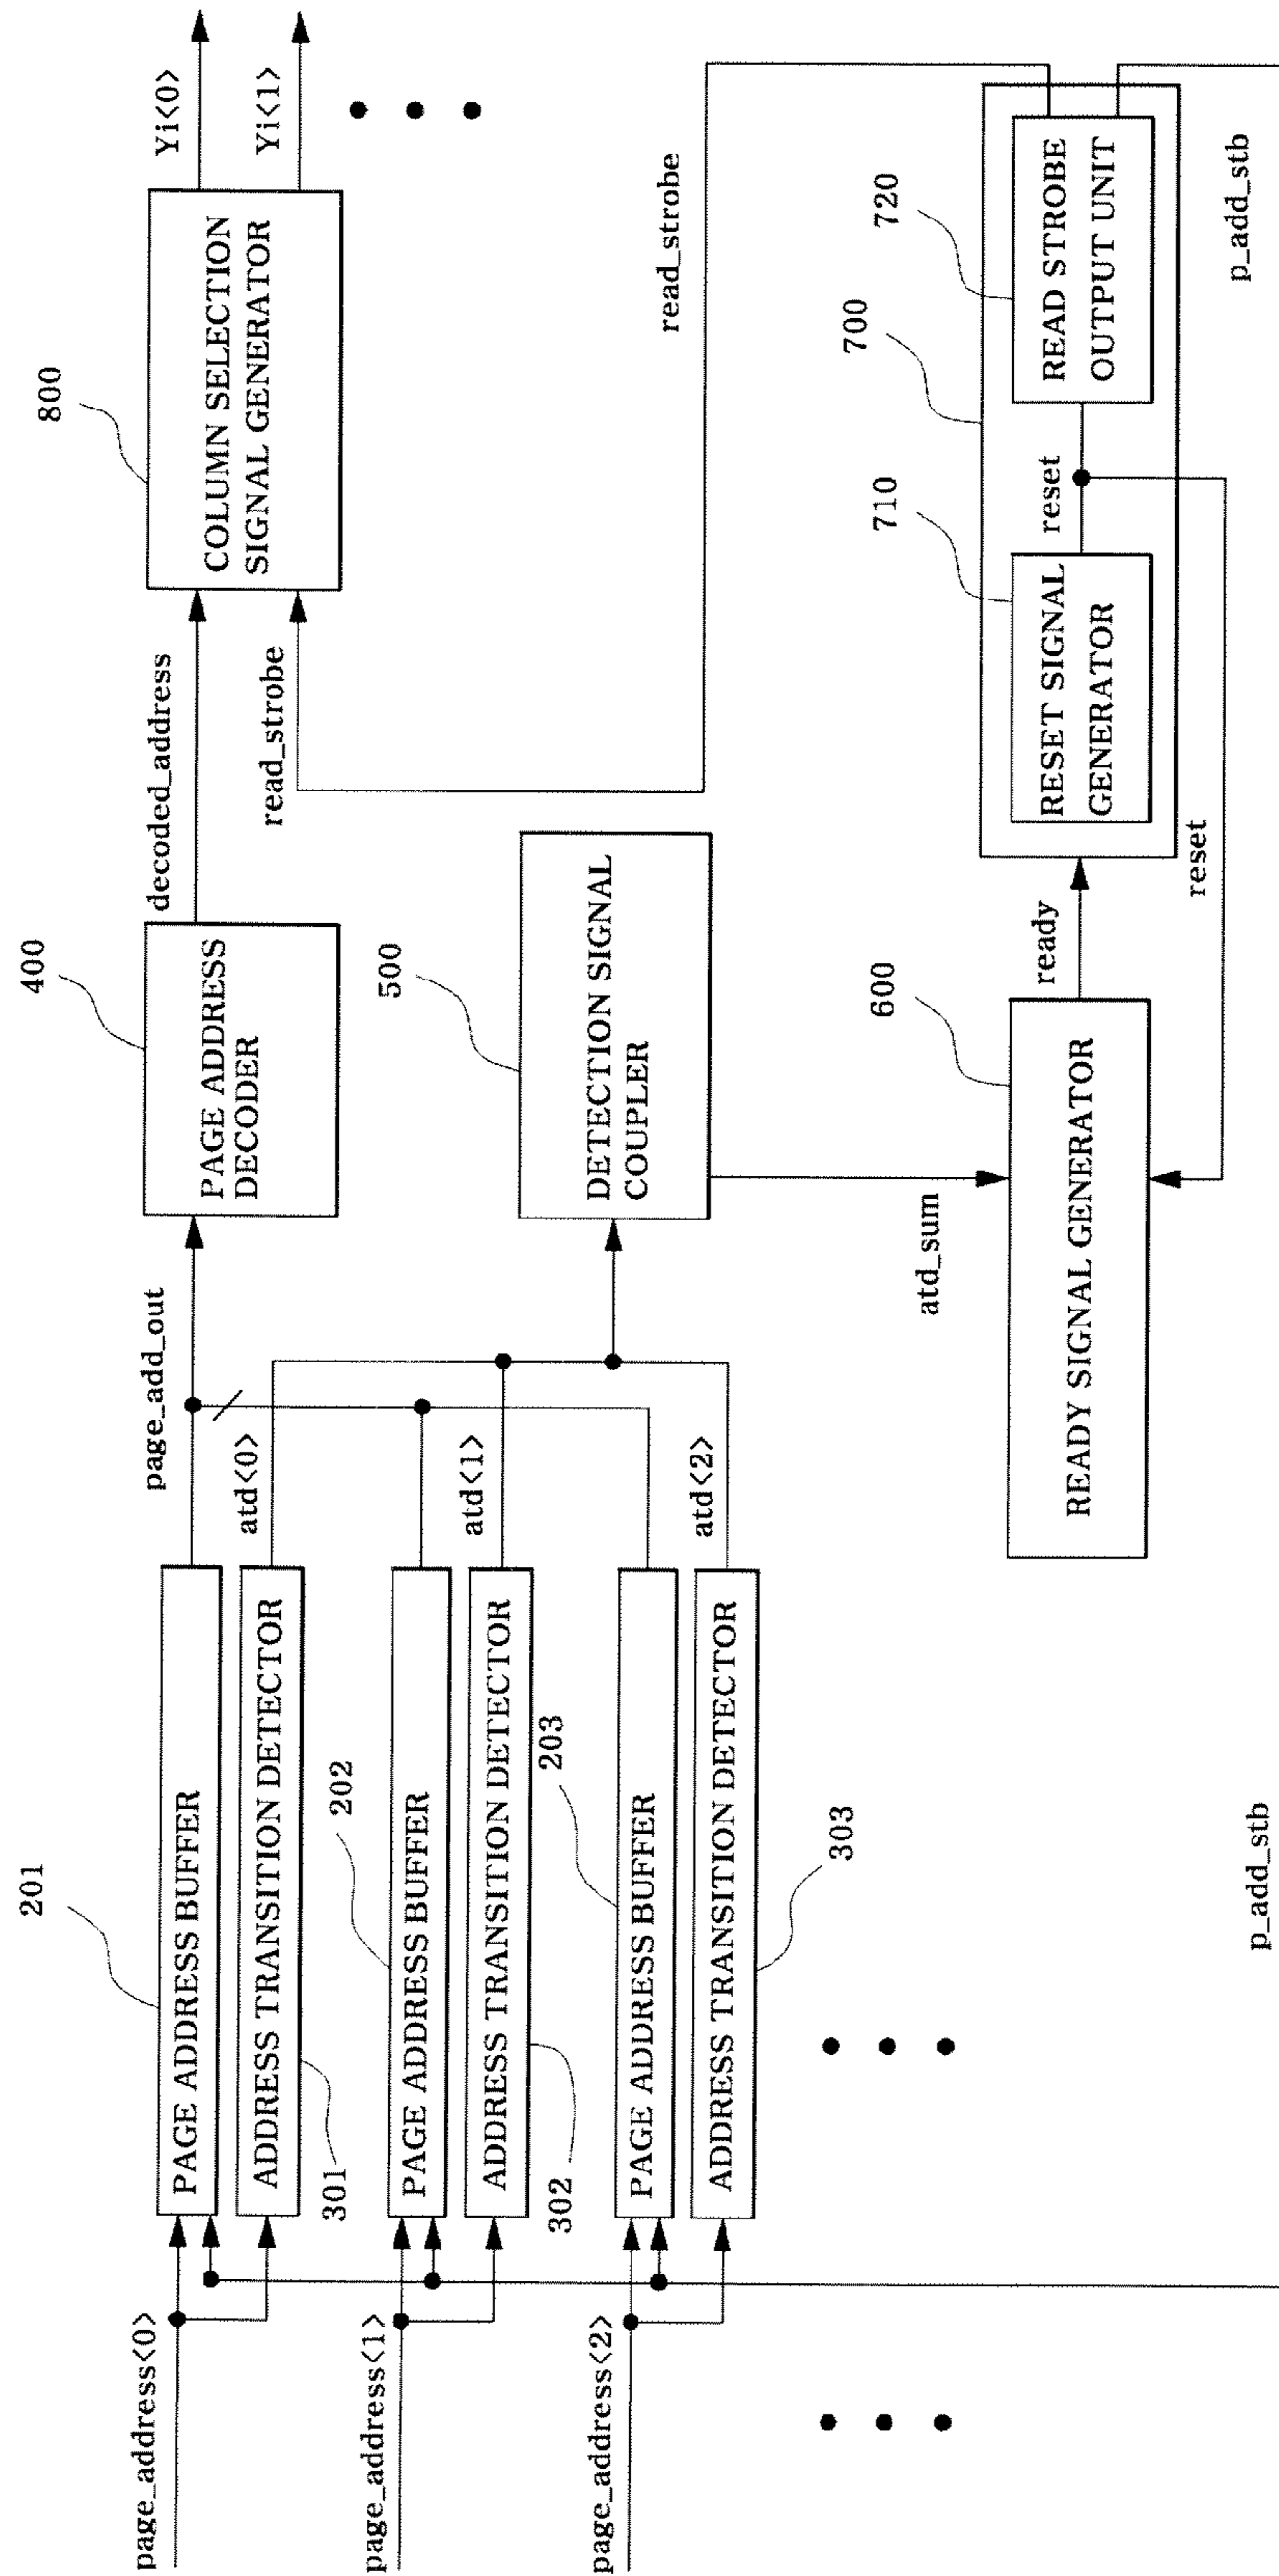 page_address<0>
201
PAGE ADDRESS BUFFER
page_add_out
400
PAGE ADDRESS
DECODER
decoded_address
800
COLUMN SELECTION
SIGNAL GENERATOR
Yi<0>
Yi<1>
ADDRESS TRANSITION DETECTOR
301
atd<0>
read_strobe
page_address<1>
202
PAGE ADDRESS BUFFER
ADDRESS TRANSITION DETECTOR
302
atd<1>
500
DETECTION SIGNAL
COUPLER
page_address<2>
203
PAGE ADDRESS BUFFER
ADDRESS TRANSITION DETECTOR
303
atd<2>
read_strobe
atd_sum
600
READY SIGNAL GENERATOR
ready
700
710
RESET SIGNAL
GENERATOR
reset
720
READ STROBE
OUTPUT UNIT
reset
p_add_stb
p_add_stb